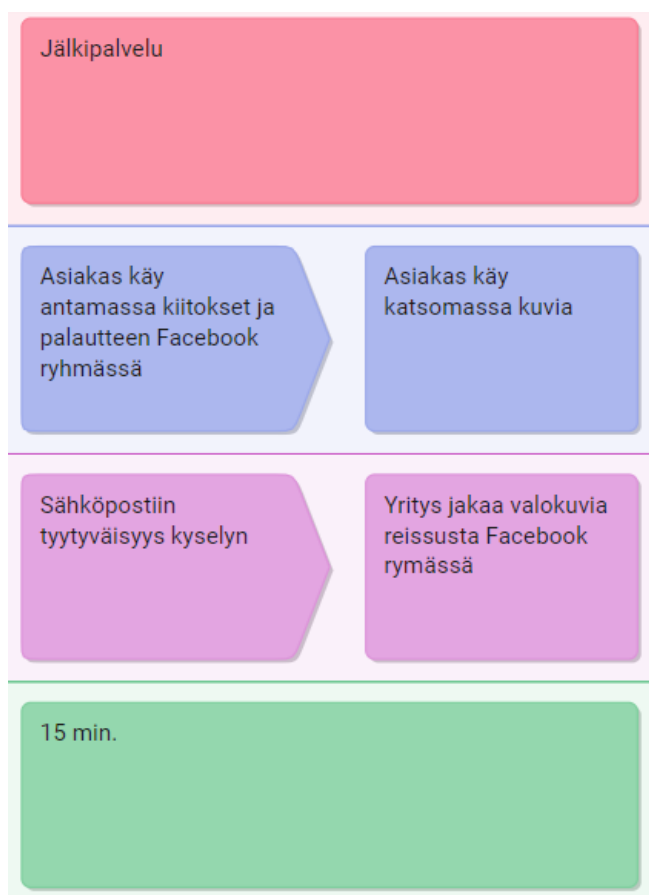 Jälkipalvelu
Asiakas käy
antamassa kiitokset ja
palautteen Facebook
ryhmässä
Asiakas käy
katsomassa kuvia
Sähköpostiin
tyytyväisyys kyselyn
Yritys jakaa valokuvia
reissusta Facebook
rymässä
15 min.